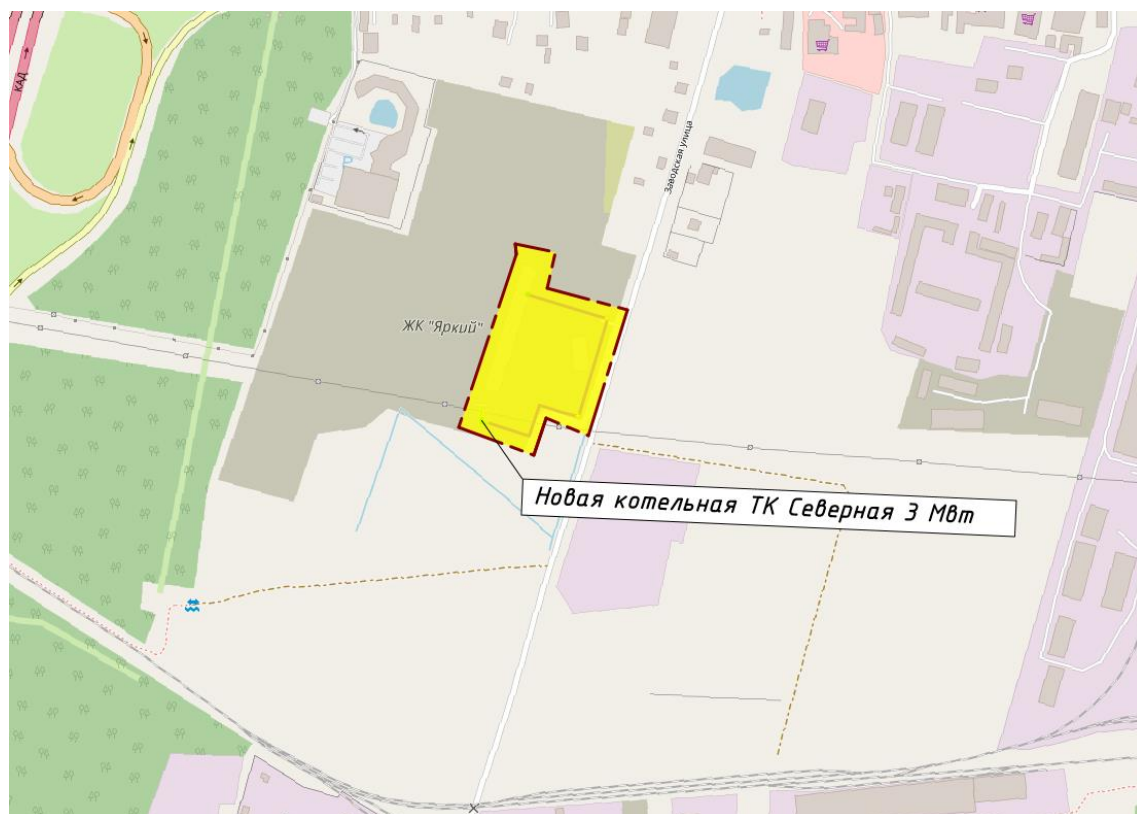 КАД
Заводская улица
ЖК "Яркий"
P
Новая котельная ТК Северная 3 Мвт